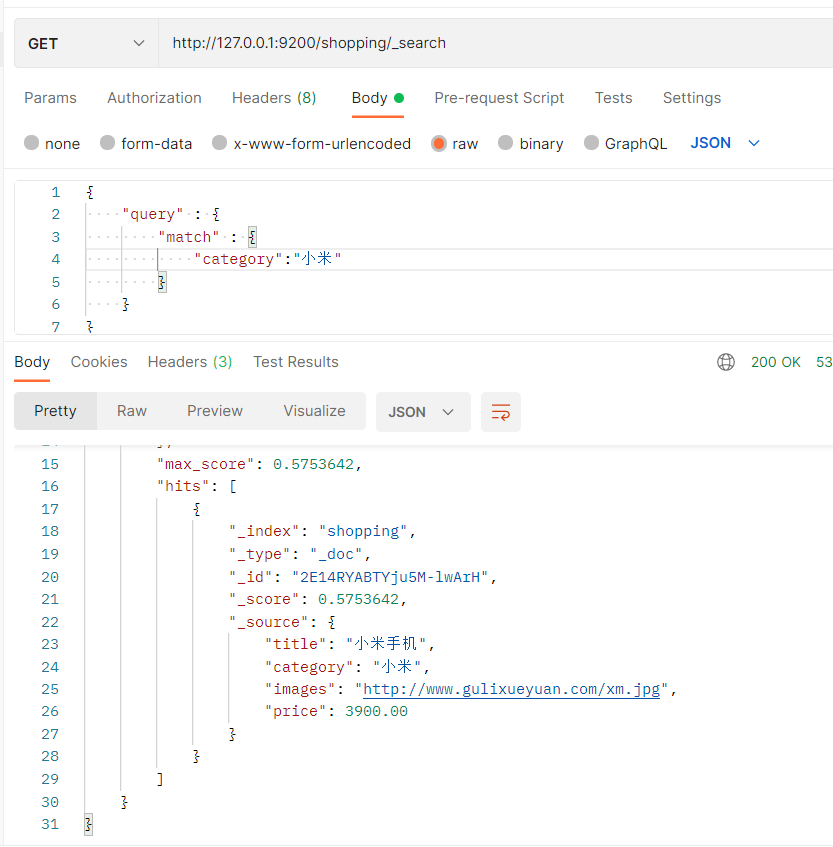 GET http://127.0.0.1:9200/shopping/_search
Params Authorization Headers (8) Body Pre-request Script Tests Settings
none form-data x-www-form-urlencoded raw binary GraphQL JSON
1 {
2 "query" : {
3 "match" : {
4 "category":"小米"
5 }
6 }
7 }
Body Cookies Headers (3) Test Results 200 OK 53
Pretty Raw Preview Visualize JSON
15 "max_score": 0.5753642,
16 "hits": [
17 {
18 "_index": "shopping",
19 "_type": "_doc",
20 "_id": "2E14RYABTYju5M-lwArH",
21 "_score": 0.5753642,
22 "_source": {
23 "title": "小米手机",
24 "category": "小米",
25 "images": "http://www.gulixueyuan.com/xm.jpg",
26 "price": 3900.00
27 }
28 }
29 ]
30 }
31 }